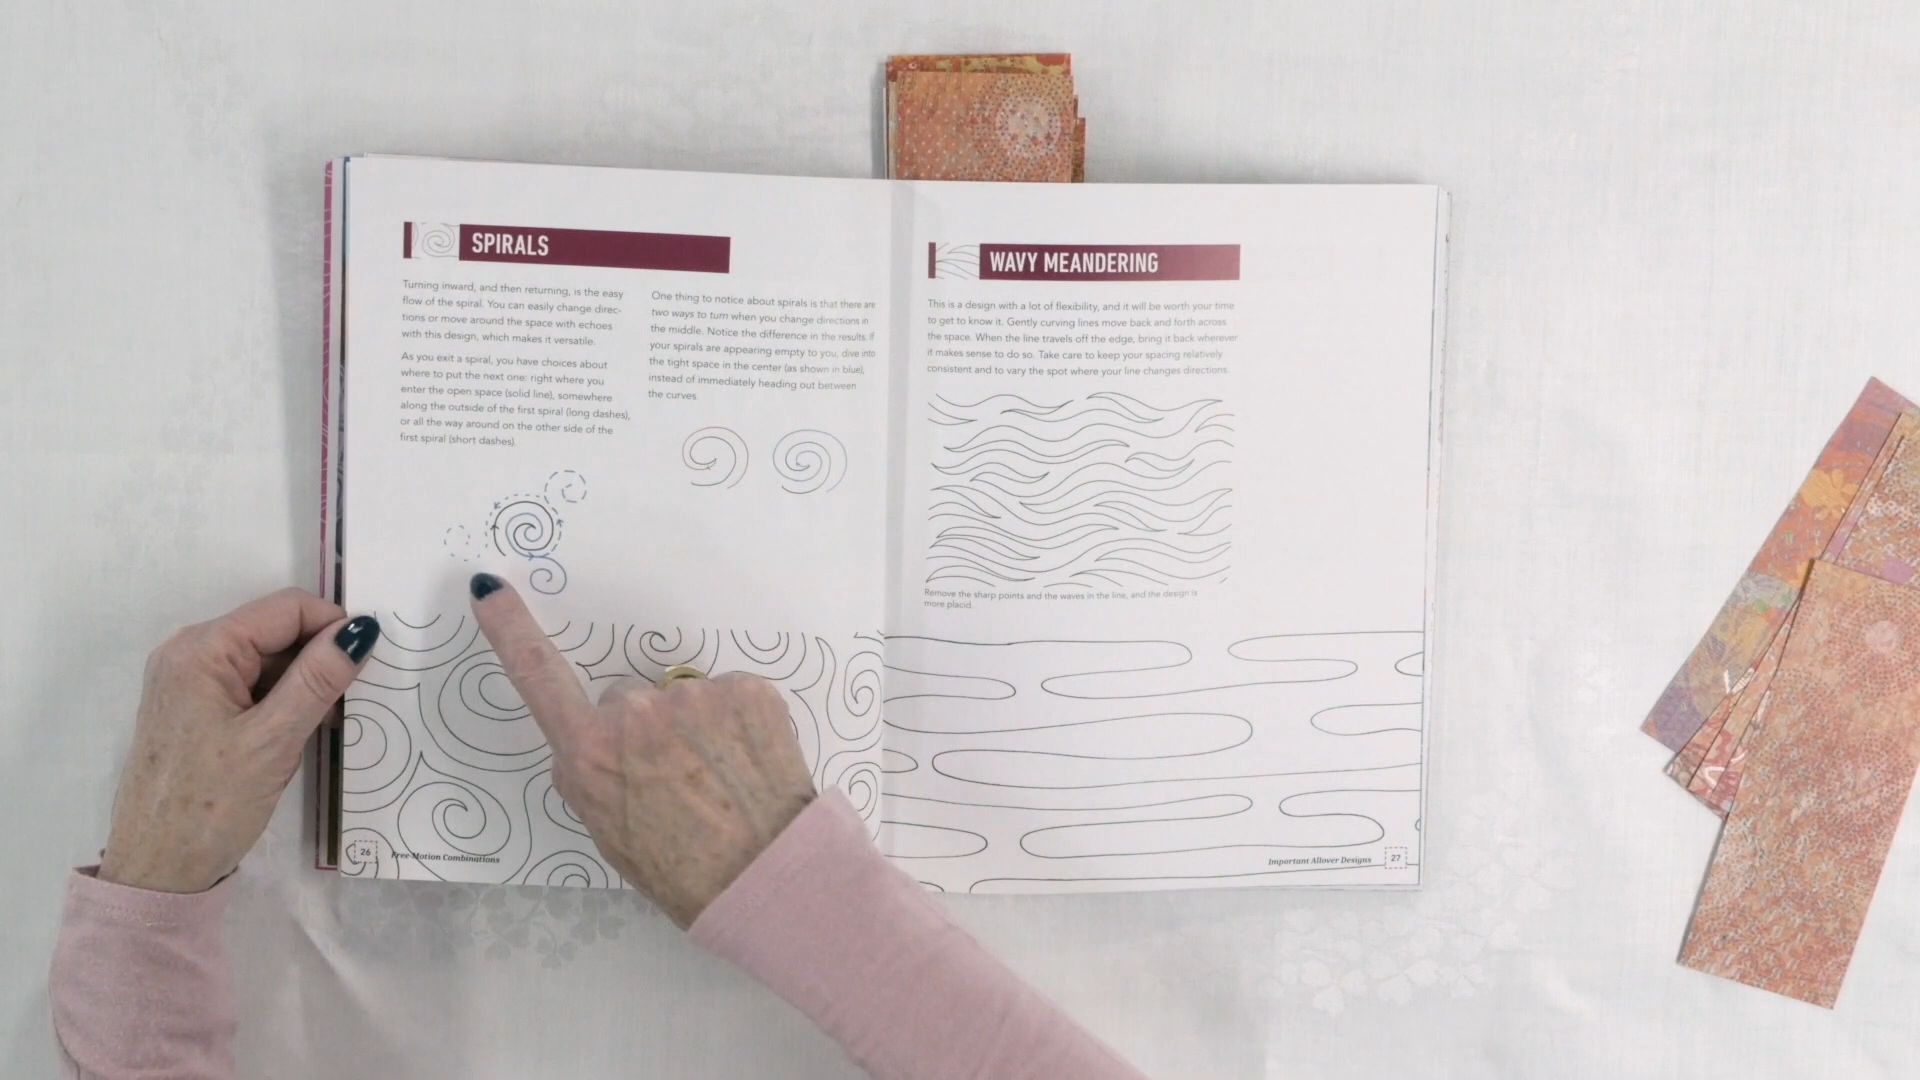 SPIRALS
Turning inward, and then returning, is the easy
flow of the spiral. You can easily change direc-
tions or move around the space with echoes
with this design, which makes it versatile.
As you exit a spiral, you have choices about
where to put the next one: right where you
enter the open space (solid line), somewhere
along the outside of the first spiral (long dashes),
or all the way around on the other side of the
first spiral (short dashes).
One thing to notice about spirals is that there are
two ways to turn when you change directions in
the middle. Notice the difference in the results. If
your spirals are appearing empty to you, dive into
the tight space in the center (as shown in blue),
instead of immediately heading out between
the curves.
26
Free-Motion Combinations
WAVY MEANDERING
This is a design with a lot of flexibility, and it will be worth your time
to get to know it. Gently curving lines move back and forth across
the space. When the line travels off the edge, bring it back wherever
it makes sense to do so. Take care to keep your spacing relatively
consistent and to vary the spot where your line changes directions.
Remove the sharp points and the waves in the line, and the design is
more placid.
Important Allover Designs
27